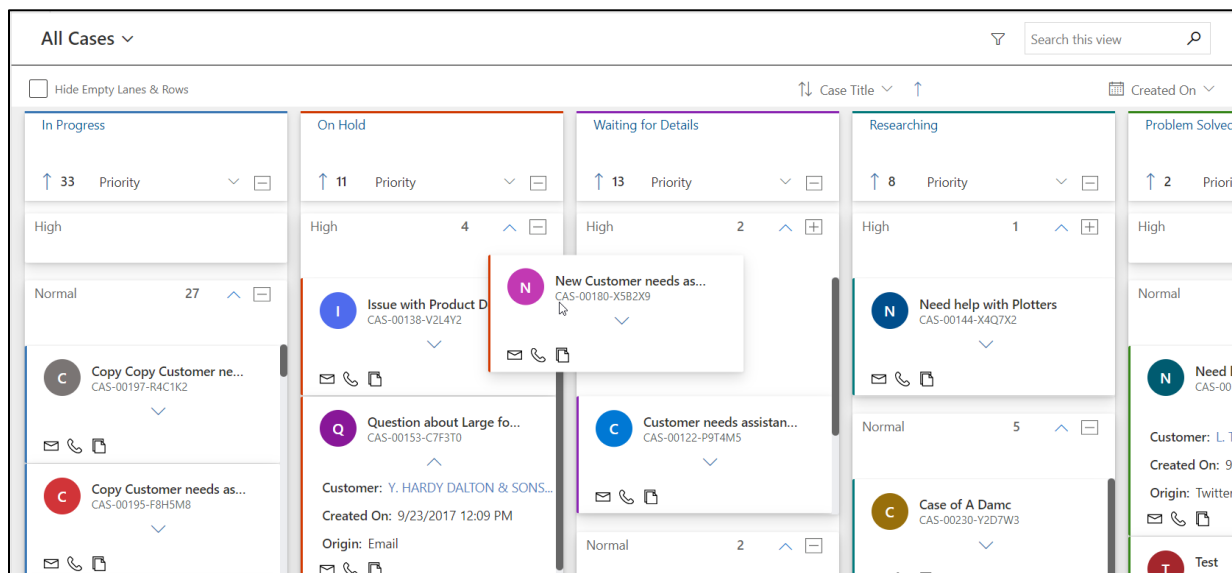 All Cases
Search this view
Hide Empty Lanes & Rows
Case Title
Created On
In Progress
33 Priority
High
Normal 27
C
Copy Copy Customer ne...
CAS-00197-R4C1K2
C
Copy Customer needs as...
CAS-00195-F8H5M8
On Hold
11 Priority
High 4
I
Issue with Product D
CAS-00138-V2L4Y2
Q
Question about Large fo...
CAS-00153-C7F3T0
Customer: Y. HARDY DALTON & SONS...
Created On: 9/23/2017 12:09 PM
Origin: Email
N
New Customer needs as...
CAS-00180-X5B2X9
Waiting for Details
13 Priority
High 2
C
Customer needs assistan...
CAS-00122-P9T4M5
Normal 2
Researching
8 Priority
High 1
N
Need help with Plotters
CAS-00144-X4Q7X2
Normal 5
C
Case of A Damc
CAS-00230-Y2D7W3
Problem Solved
2 Priori
High
Normal
N
Need
CAS-00
Customer: L.
Created On: 9
Origin: Twitter
T
Test